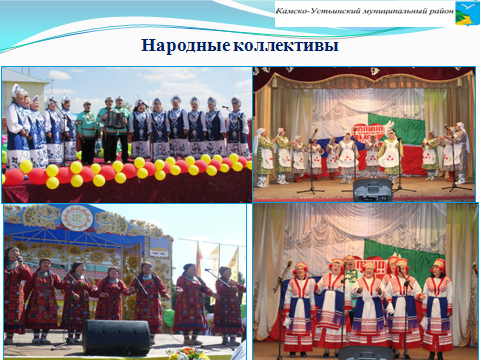 Камско-Устьинский муниципальный район
Народные коллективы